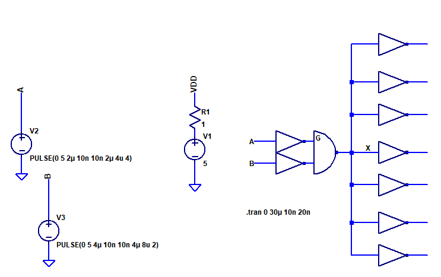 A
V2
PULSE(0 5 2µ 10n 10n 2µ 4u 4)
B
V3
PULSE(0 5 4µ 10n 10n 4µ 8u 2)
VDD
R1
1
V1
5
A
B
G
X
.tran 0 30µ 10n 20n